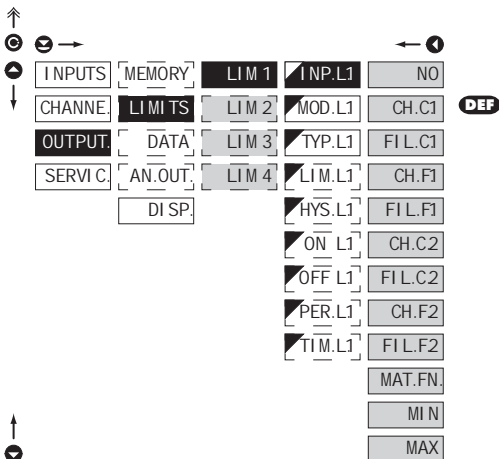 INPUTS MEMORY LIM 1 INP.L1 NO
CHANNE. LIMITS LIM 2 MOD.L1 CH.C1 DEF
OUTPUT. DATA LIM 3 TYP.L1 FIL.C1
SERVIC. AN.OUT. LIM 4 LIM.L1 CH.F1
DISP. HYS.L1 FIL.F1
ON L1 CH.C2
OFF L1 FIL.C2
PER.L1 CH.F2
TIM.L1 FIL.F2
MAT.FN.
MIN
MAX